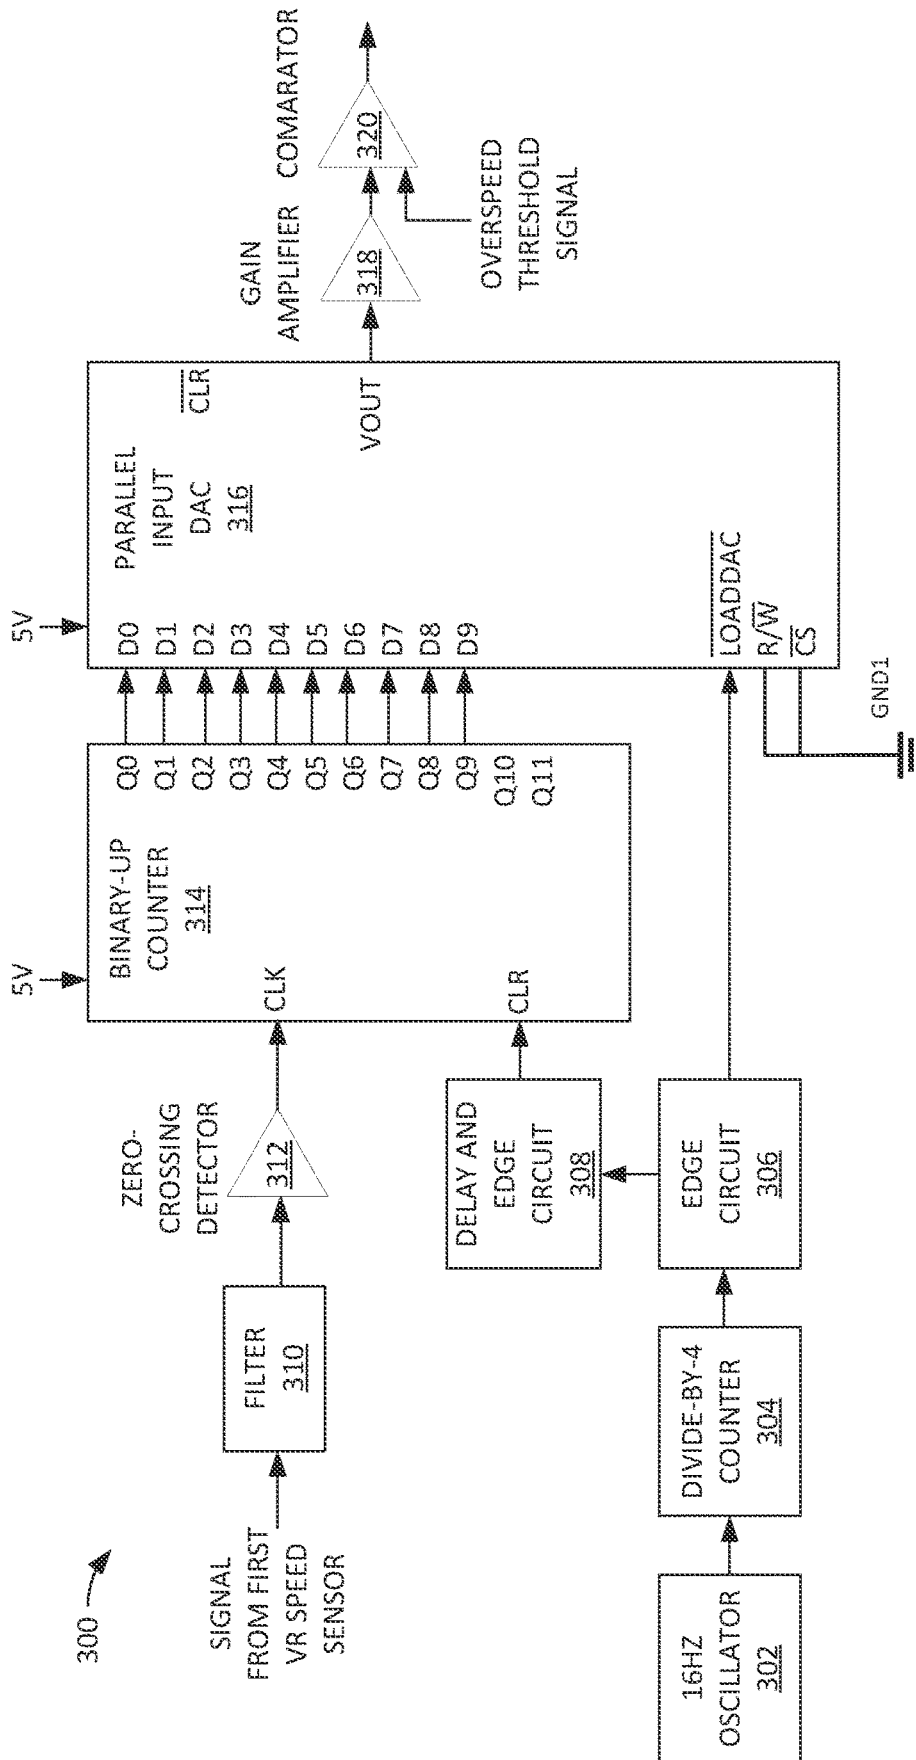 300
SIGNAL
FROM FIRST
VR SPEED
SENSOR
FILTER
310
ZERO-
CROSSING
DETECTOR
312
16HZ
OSCILLATOR
302
DIVIDE-BY-4
COUNTER
304
EDGE
CIRCUIT
306
DELAY AND
EDGE
CIRCUIT
308
5V
BINARY-UP
COUNTER
314
CLK
CLR
Q0
Q1
Q2
Q3
Q4
Q5
Q6
Q7
Q8
Q9
Q10
Q11
5V
PARALLEL
INPUT
DAC
316
D0
D1
D2
D3
D4
D5
D6
D7
D8
D9
CLR
VOUT
LOADDAC
R/W
CS
GND1
GAIN
AMPLIFIER
318
COMARATOR
320
OVERSPEED
THRESHOLD
SIGNAL